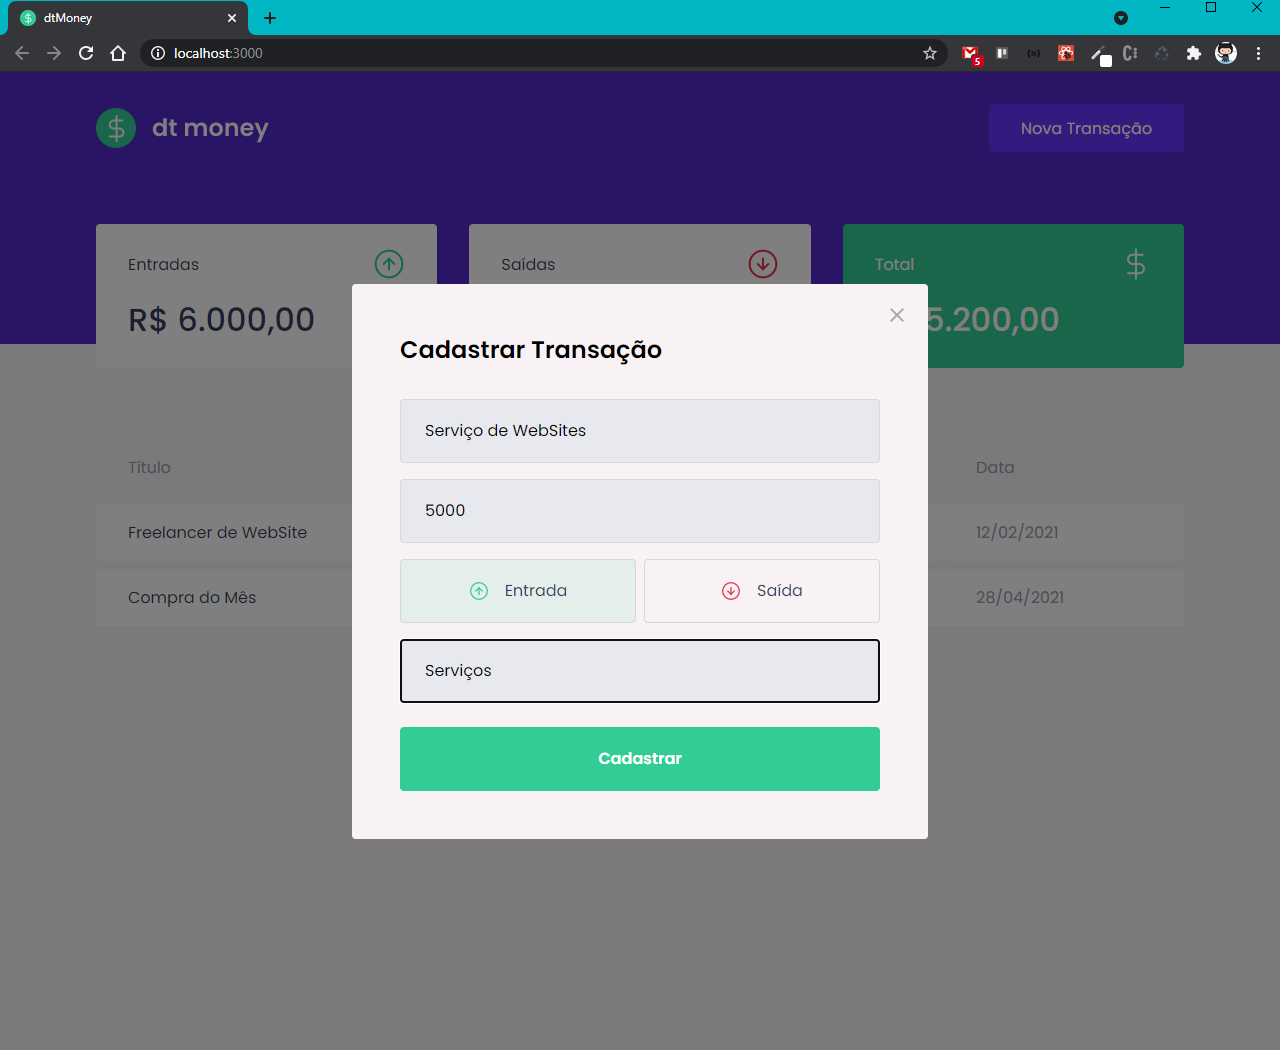 dtMoney
localhost:3000
5
dt money
Nova Transação
Entradas
Saídas
Total
R$ 6.000,00
5.200,00
Cadastrar Transação
Serviço de WebSites
5000
Entrada
Saída
Serviços
Cadastrar
Título
Data
Freelancer de WebSite
12/02/2021
Compra do Mês
28/04/2021